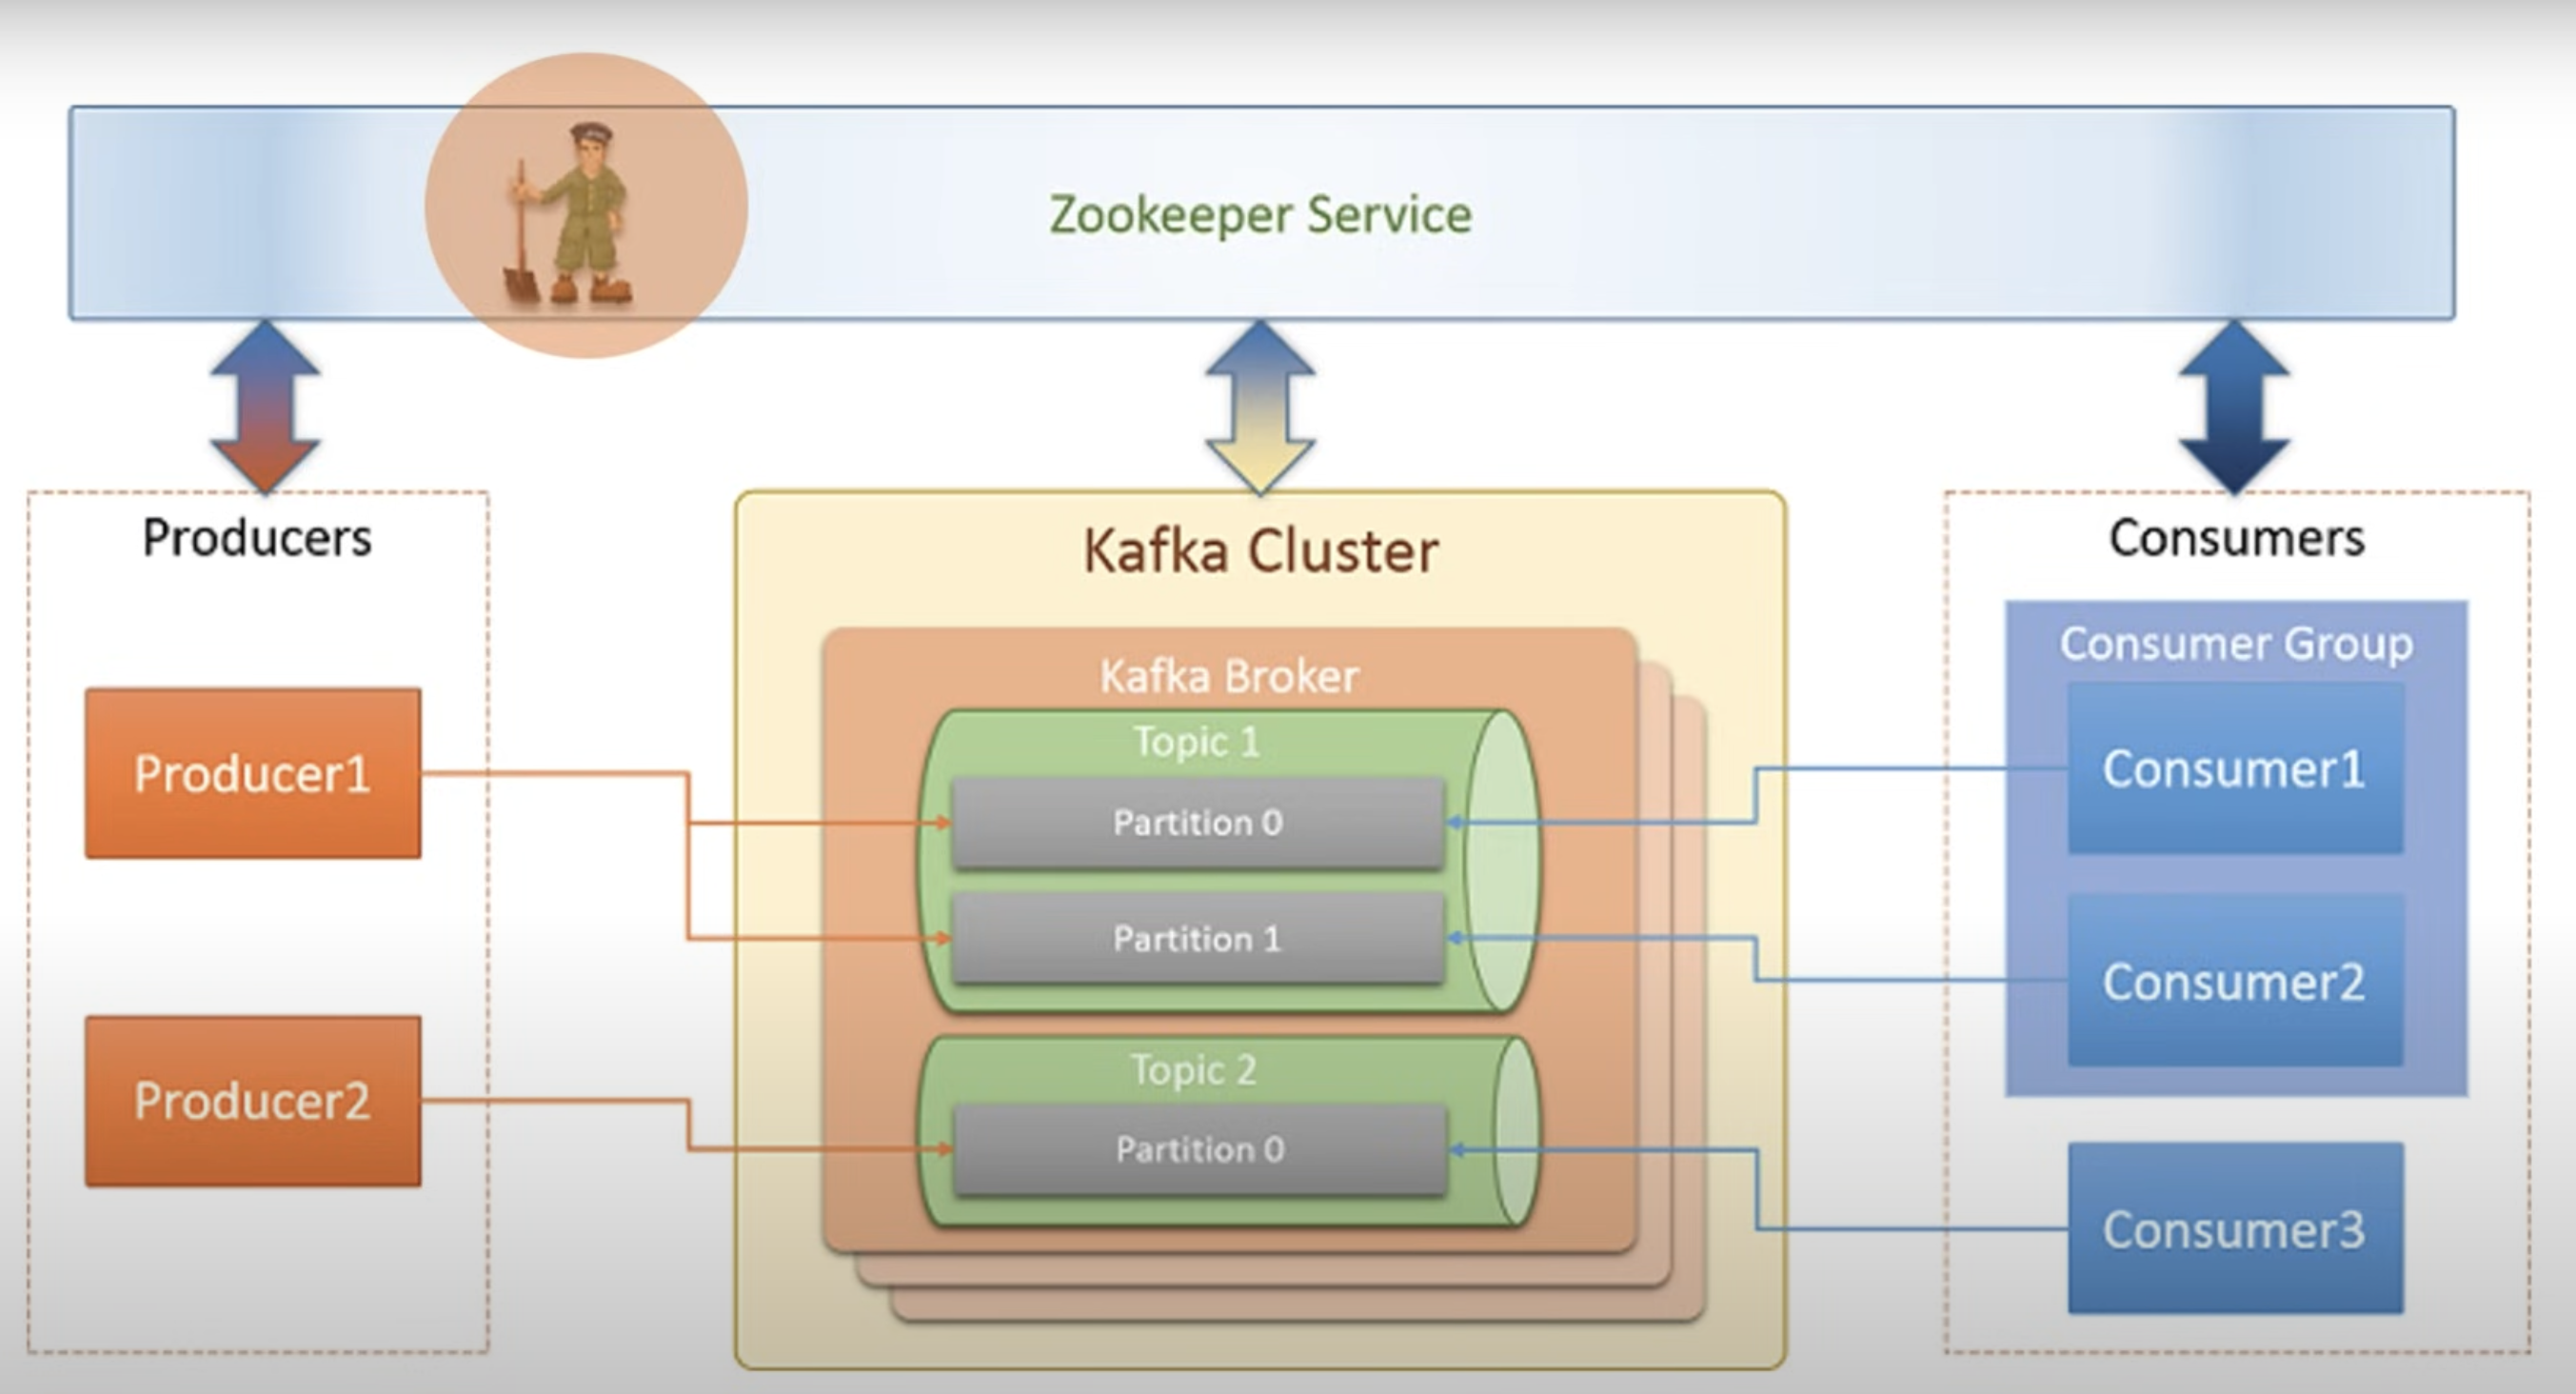 Zookeeper Service
Producers
Producer1
Producer2
Kafka Cluster
Kafka Broker
Topic 1
Partition 0
Partition 1
Topic 2
Partition 0
Consumers
Consumer Group
Consumer1
Consumer2
Consumer3